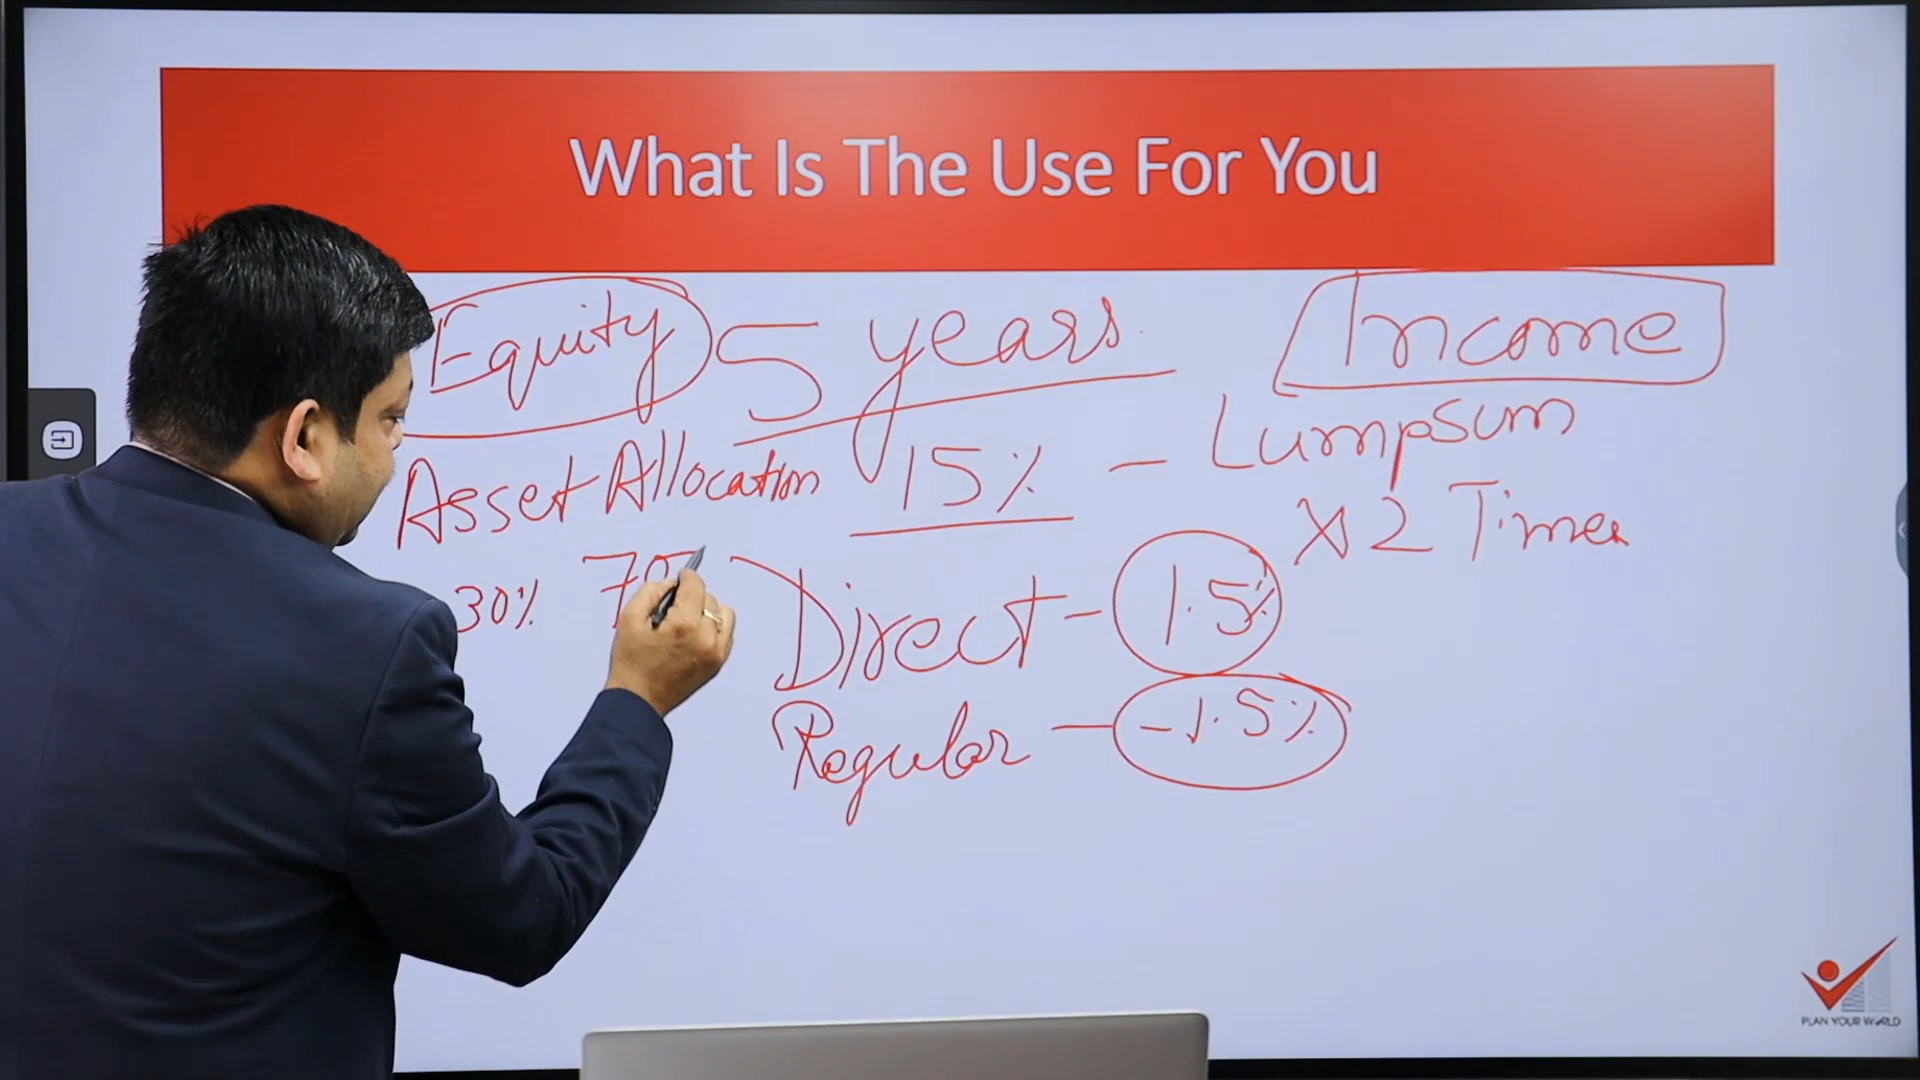 What Is The Use For You
Equity 5 years Income
Asset Allocation 15% - Lumpsum
X 2 Times
30% 70
Direct - 1.5%
Regular - -1.5%
PLAN YOUR WORLD